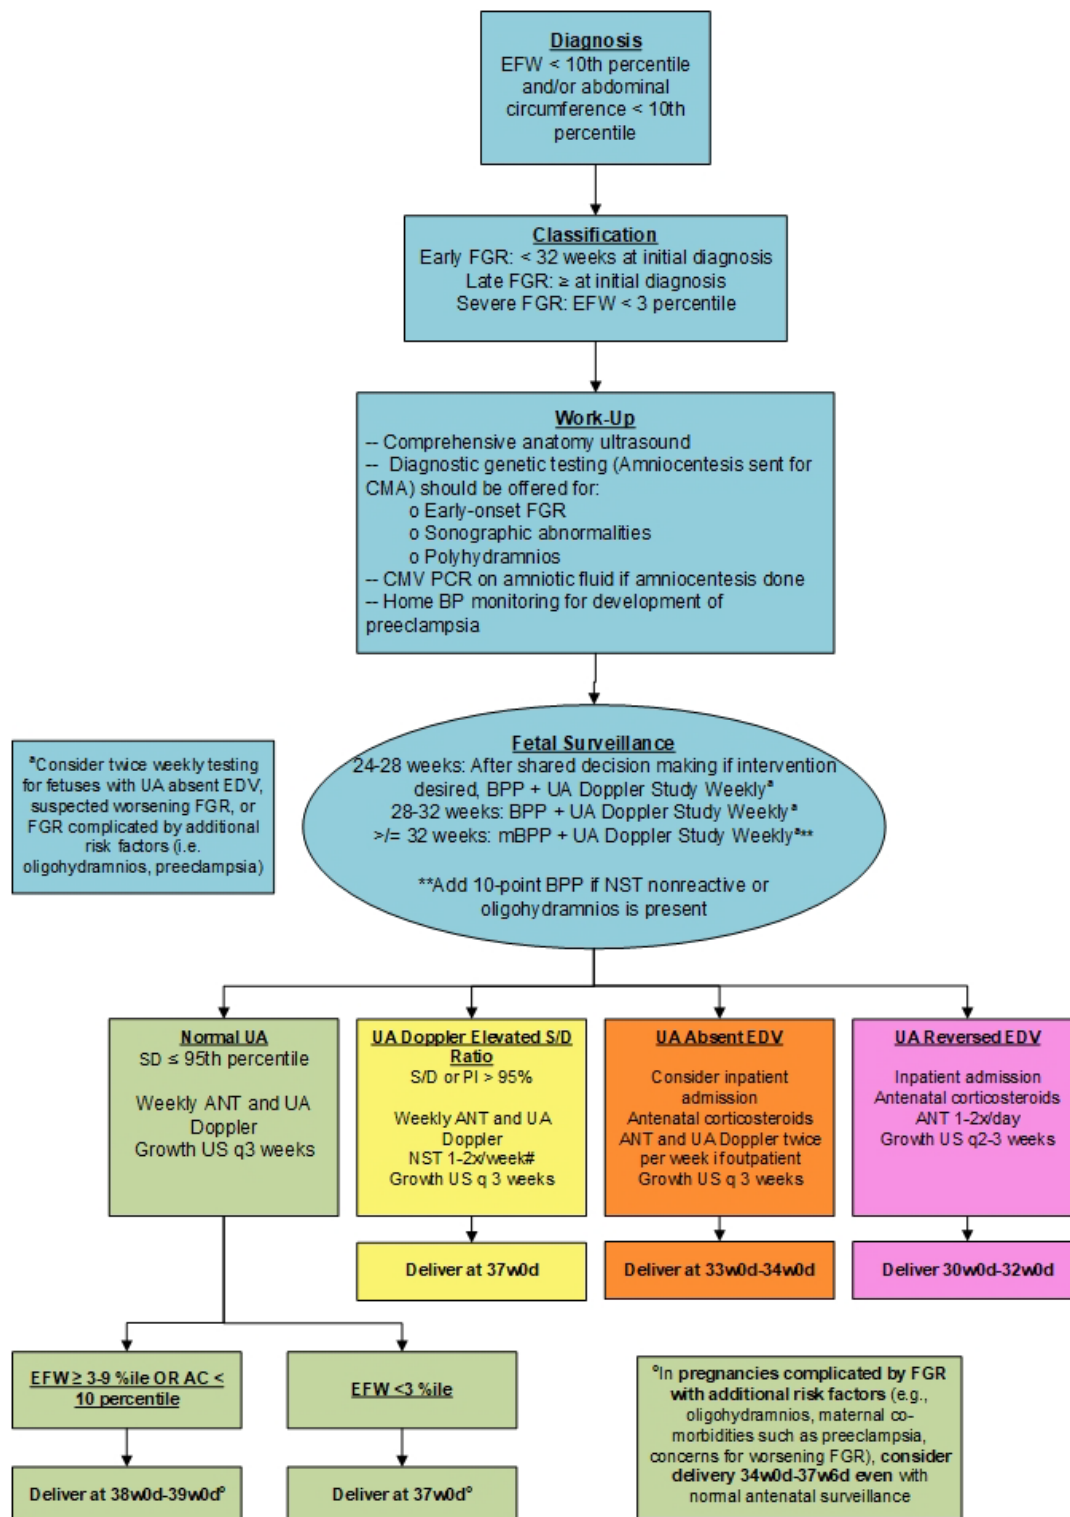 Diagnosis
EFW < 10th percentile
and/or abdominal
circumference < 10th
percentile
Classification
Early FGR: < 32 weeks at initial diagnosis
Late FGR: ≥ at initial diagnosis
Severe FGR: EFW < 3 percentile
Work-Up
-- Comprehensive anatomy ultrasound
-- Diagnostic genetic testing (Amniocentesis sent for
CMA) should be offered for:
o Early-onset FGR
o Sonographic abnormalities
o Polyhydramnios
-- CMV PCR on amniotic fluid if amniocentesis done
-- Home BP monitoring for development of
preeclampsia
ªConsider twice weekly testing
for fetuses with UA absent EDV,
suspected worsening FGR, or
FGR complicated by additional
risk factors (i.e.
oligohydramnios, preeclampsia)
Fetal Surveillance
24-28 weeks: After shared decision making if intervention
desired, BPP + UA Doppler Study Weeklyª
28-32 weeks: BPP + UA Doppler Study Weeklyª
>/= 32 weeks: mBPP + UA Doppler Study Weeklyª**
**Add 10-point BPP if NST nonreactive or
oligohydramnios is present
Normal UA
SD ≤ 95th percentile
Weekly ANT and UA
Doppler
Growth US q3 weeks
UA Doppler Elevated S/D
Ratio
S/D or PI > 95%
Weekly ANT and UA
Doppler
NST 1-2x/week#
Growth US q 3 weeks
UA Absent EDV
Consider inpatient
admission
Antenatal corticosteroids
ANT and UA Doppler twice
per week if outpatient
Growth US q 3 weeks
UA Reversed EDV
Inpatient admission
Antenatal corticosteroids
ANT 1-2x/day
Growth US q2-3 weeks
Deliver at 37w0d
Deliver at 33w0d-34w0d
Deliver 30w0d-32w0d
EFW ≥ 3-9 %ile OR AC <
10 percentile
EFW <3 %ile
Deliver at 38w0d-39w0dº
Deliver at 37w0dº
ºIn pregnancies complicated by FGR
with additional risk factors (e.g.,
oligohydramnios, maternal co-
morbidities such as preeclampsia,
concerns for worsening FGR), consider
delivery 34w0d-37w6d even with
normal antenatal surveillance